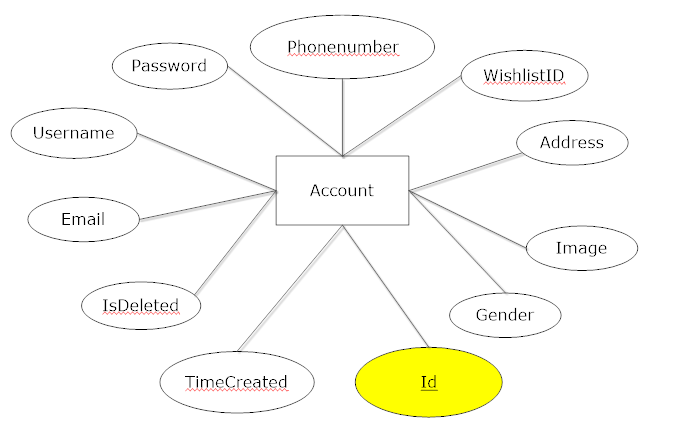 Phonenumber
Password
WishlistID
Username
Address
Account
Email
Image
IsDeleted
Gender
TimeCreated
Id